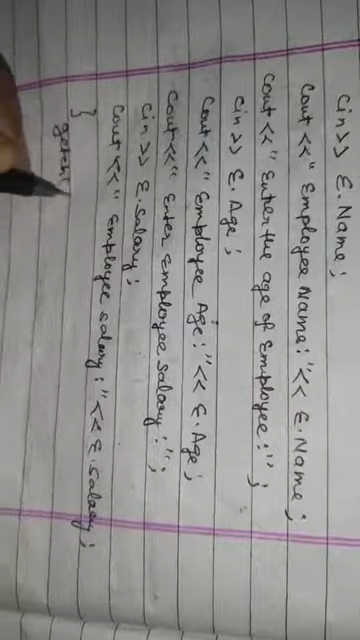 cin>> E.Name;
cout <<" Employee Name:"<< E.Name;
cout <<" Enter the age of Employee:";
cin>> E.Age;
cout <<" Employee Age:"<< E.Age;
cout <<" Enter Employee salary:";
cin>> E.salary;
cout <<" Employee salary:"<< E.salary;
}
getch